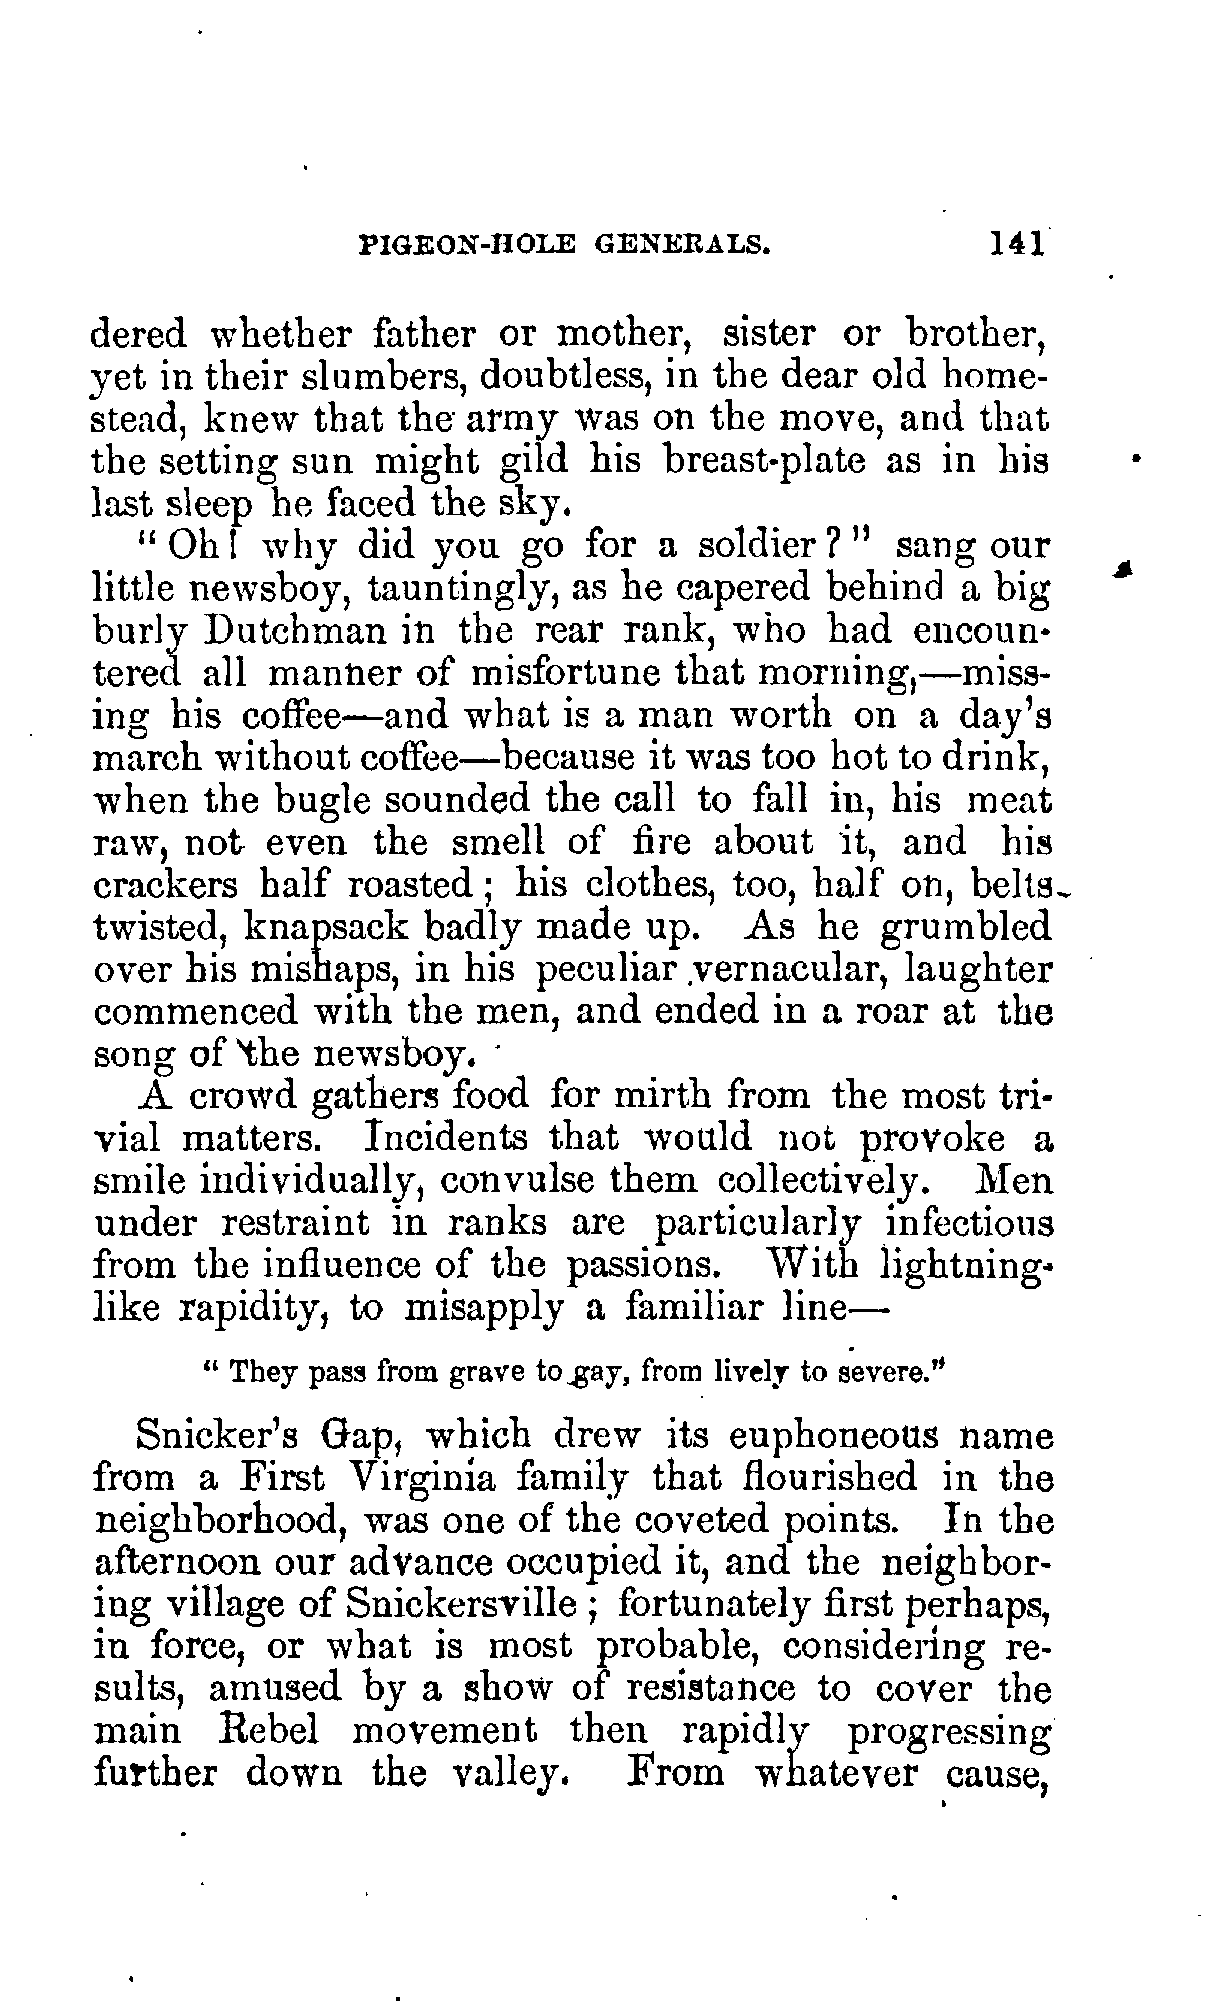 PIGEON-HOLE GENERALS. 141
dered whether father or mother, sister or brother,
yet in their slumbers, doubtless, in the dear old home-
stead, knew that the army was on the move, and that
the setting sun might gild his breast-plate as in his
last sleep he faced the sky.
" Oh! why did you go for a soldier ? " sang our
little newsboy, tauntingly, as he capered behind a big
burly Dutchman in the rear rank, who had encoun-
tered all manner of misfortune that morning,—miss-
ing his coffee—and what is a man worth on a day's
march without coffee—because it was too hot to drink,
when the bugle sounded the call to fall in, his meat
raw, not even the smell of fire about it, and his
crackers half roasted ; his clothes, too, half on, belts
twisted, knapsack badly made up. As he grumbled
over his mishaps, in his peculiar vernacular, laughter
commenced with the men, and ended in a roar at the
song of the newsboy.
A crowd gathers food for mirth from the most tri-
vial matters. Incidents that would not provoke a
smile individually, convulse them collectively. Men
under restraint in ranks are particularly infectious
from the influence of the passions. With lightning-
like rapidity, to misapply a familiar line—
" They pass from grave to gay, from lively to severe."
Snicker's Gap, which drew its euphoneous name
from a First Virginia family that flourished in the
neighborhood, was one of the coveted points. In the
afternoon our advance occupied it, and the neighbor-
ing village of Snickersville ; fortunately first perhaps,
in force, or what is most probable, considering re-
sults, amused by a show of resistance to cover the
main Rebel movement then rapidly progressing
further down the valley. From whatever cause,